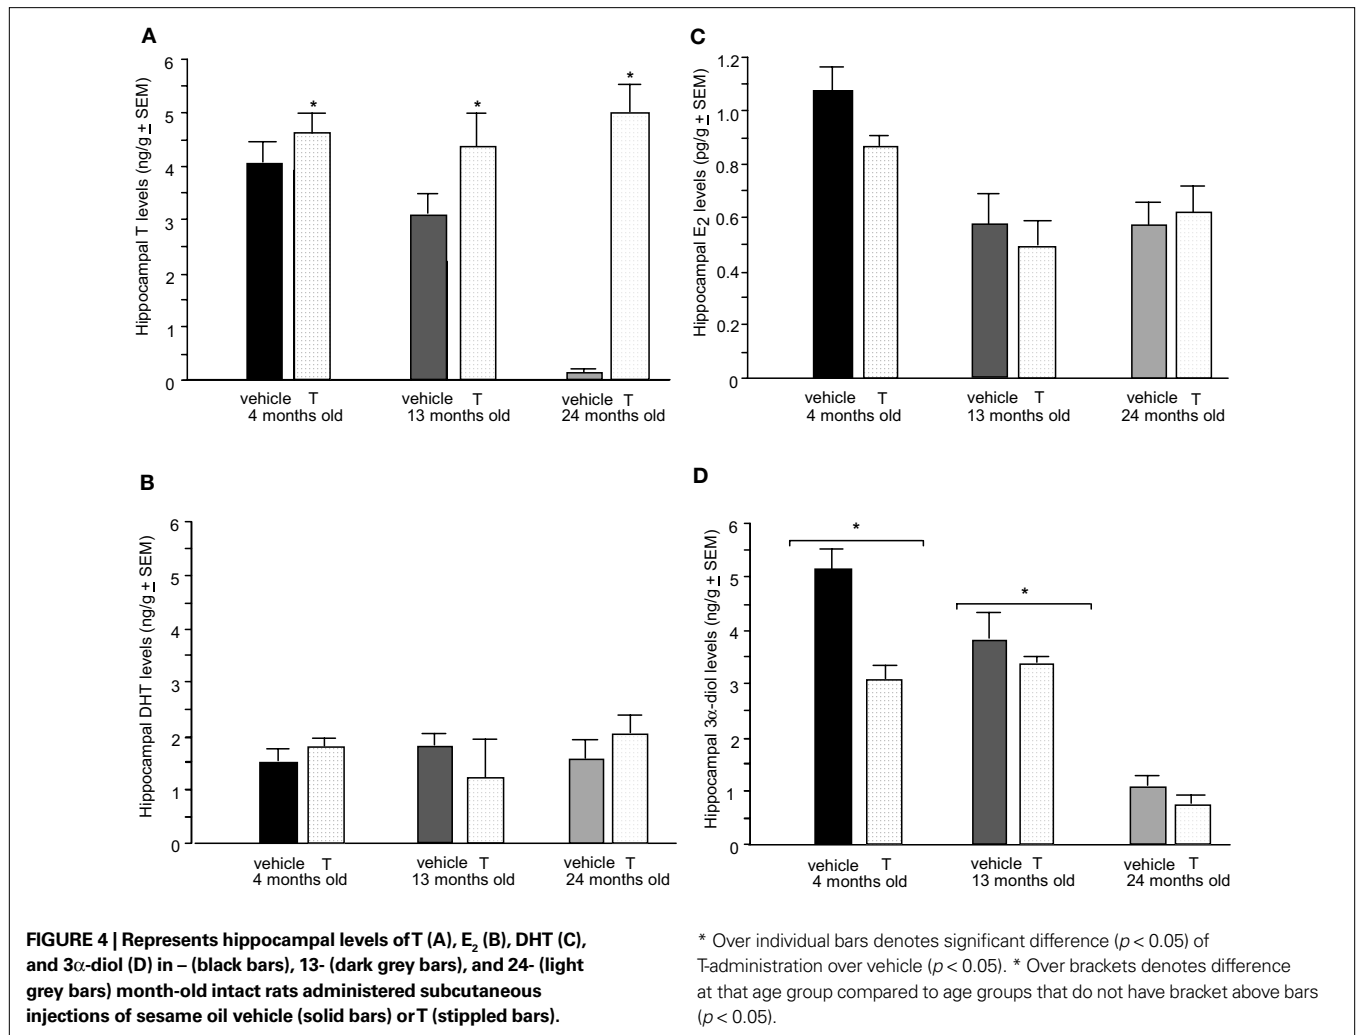 A
Hippocampal T levels (ng/g ± SEM)
6
5
4
3
2
1
0
*
*
*
vehicle T
4 months old
vehicle T
13 months old
vehicle T
24 months old
C
Hippocampal E2 levels (pg/g ± SEM)
1.2
1.0
0.8
0.6
0.4
0.2
0
vehicle T
4 months old
vehicle T
13 months old
vehicle T
24 months old
B
Hippocampal DHT levels (ng/g ± SEM)
6
5
4
3
2
1
0
vehicle T
4 months old
vehicle T
13 months old
vehicle T
24 months old
D
Hippocampal 3α-diol levels (ng/g ± SEM)
6
5
4
3
2
1
0
*
*
vehicle T
4 months old
vehicle T
13 months old
vehicle T
24 months old
FIGURE 4 | Represents hippocampal levels of T (A), E2 (B), DHT (C),
and 3α-diol (D) in – (black bars), 13- (dark grey bars), and 24- (light
grey bars) month-old intact rats administered subcutaneous
injections of sesame oil vehicle (solid bars) or T (stippled bars).
* Over individual bars denotes significant difference (p < 0.05) of
T-administration over vehicle (p < 0.05). * Over brackets denotes difference
at that age group compared to age groups that do not have bracket above bars
(p < 0.05).